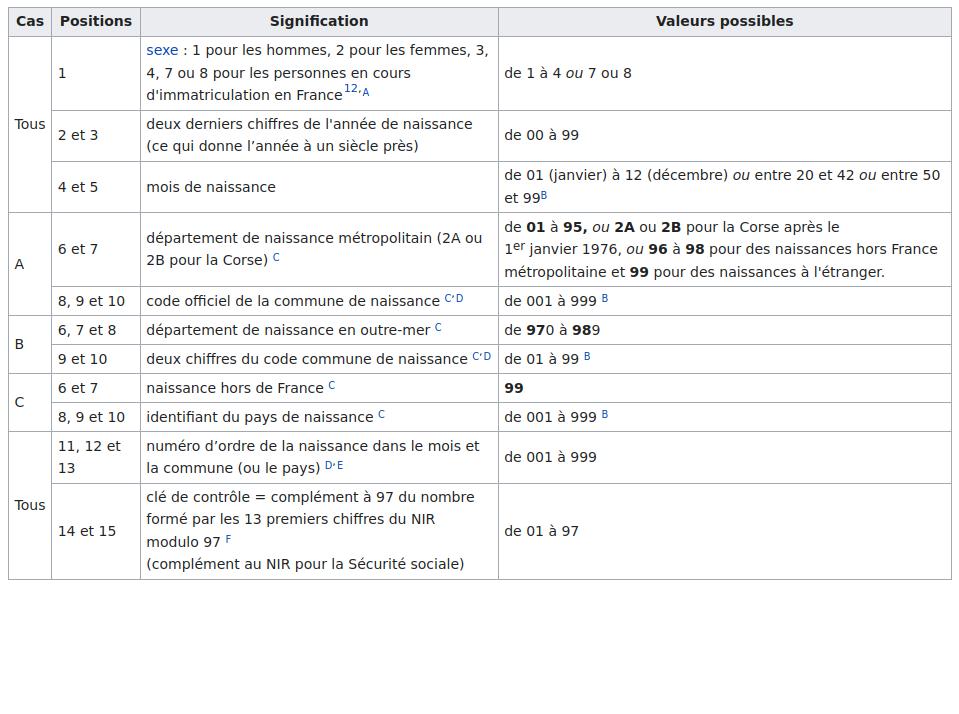 Cas Positions Signification Valeurs possibles
Tous
1
sexe : 1 pour les hommes, 2 pour les femmes, 3,
4, 7 ou 8 pour les personnes en cours
d'immatriculation en France12,A
de 1 à 4 ou 7 ou 8
2 et 3
deux derniers chiffres de l'année de naissance
(ce qui donne l’année à un siècle près)
de 00 à 99
4 et 5
mois de naissance
de 01 (janvier) à 12 (décembre) ou entre 20 et 42 ou entre 50
et 99B
A
6 et 7
département de naissance métropolitain (2A ou
2B pour la Corse) C
de 01 à 95, ou 2A ou 2B pour la Corse après le
1er janvier 1976, ou 96 à 98 pour des naissances hors France
métropolitaine et 99 pour des naissances à l'étranger.
8, 9 et 10
code officiel de la commune de naissance C,D
de 001 à 999 B
B
6, 7 et 8
département de naissance en outre-mer C
de 970 à 989
9 et 10
deux chiffres du code commune de naissance C,D
de 01 à 99 B
C
6 et 7
naissance hors de France C
99
8, 9 et 10
identifiant du pays de naissance C
de 001 à 999 B
Tous
11, 12 et
13
numéro d’ordre de la naissance dans le mois et
la commune (ou le pays) D,E
de 001 à 999
14 et 15
clé de contrôle = complément à 97 du nombre
formé par les 13 premiers chiffres du NIR
modulo 97 F
(complément au NIR pour la Sécurité sociale)
de 01 à 97